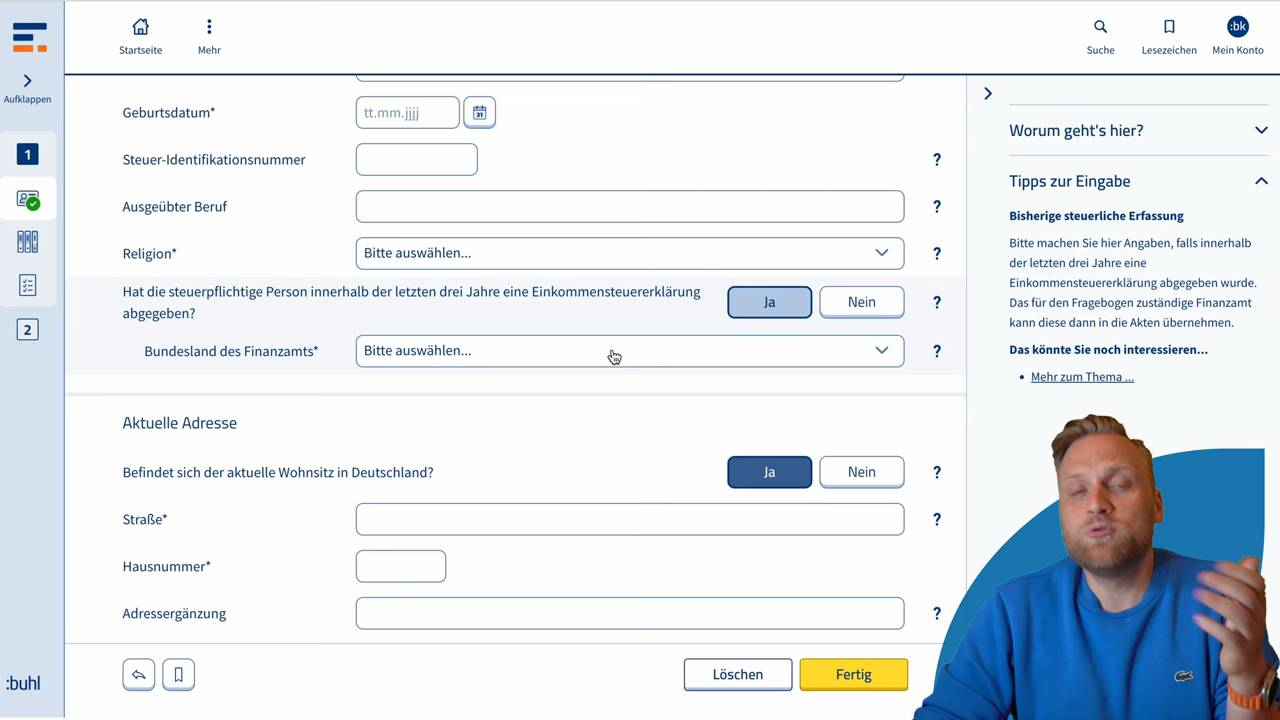 Startseite
Mehr
Suche
Lesezeichen
:bk
Mein Konto
Aufklappen
1
2
:buhl
Geburtsdatum*
tt.mm.jjjj
31
Steuer-Identifikationsnummer
?
Ausgeübter Beruf
?
Religion*
Bitte auswählen...
?
Hat die steuerpflichtige Person innerhalb der letzten drei Jahre eine Einkommensteuererklärung
abgegeben?
Ja
Nein
?
Bundesland des Finanzamts*
Bitte auswählen...
?
Aktuelle Adresse
Befindet sich der aktuelle Wohnsitz in Deutschland?
Ja
Nein
?
Straße*
?
Hausnummer*
Adressergänzung
?
Löschen
Fertig
Worum geht's hier?
Tipps zur Eingabe
Bisherige steuerliche Erfassung
Bitte machen Sie hier Angaben, falls innerhalb
der letzten drei Jahre eine
Einkommensteuererklärung abgegeben wurde.
Das für den Fragebogen zuständige Finanzamt
kann diese dann in die Akten übernehmen.
Das könnte Sie noch interessieren...
• Mehr zum Thema ...